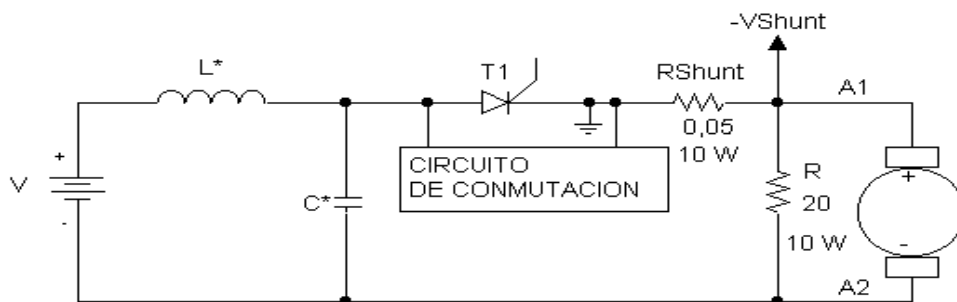 -VShunt
L*
T1
RShunt
A1
0,05
10 W
+
V
-
CIRCUITO
DE CONMUTACION
C*
R
20
10 W
+
-
A2